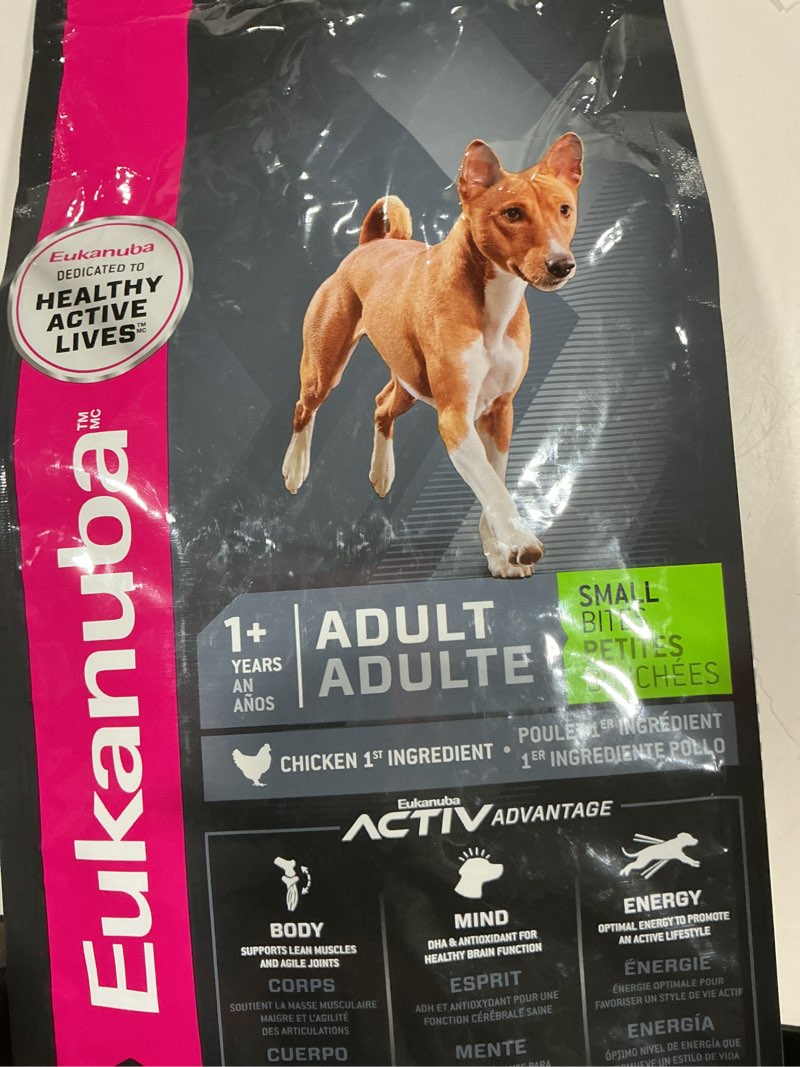 Eukanuba
DEDICATED TO
HEALTHY
ACTIVE
LIVES™MC
Eukanuba™MC
1+
YEARS
AN
AÑOS
ADULT
ADULTE
SMALL
BITES
PETITES
BOUCHÉES
CHICKEN 1ST INGREDIENT • POULET 1ER INGRÉDIENT
1ER INGREDIENTE POLLO
Eukanuba
ACTIV ADVANTAGE
BODY
SUPPORTS LEAN MUSCLES
AND AGILE JOINTS
CORPS
SOUTIENT LA MASSE MUSCULAIRE
MAIGRE ET L'AGILITÉ
DES ARTICULATIONS
CUERPO
MIND
DHA & ANTIOXIDANT FOR
HEALTHY BRAIN FUNCTION
ESPRIT
ADH ET ANTIOXYDANT POUR UNE
FONCTION CÉRÉBRALE SAINE
MENTE
PARA
ENERGY
OPTIMAL ENERGY TO PROMOTE
AN ACTIVE LIFESTYLE
ÉNERGIE
ÉNERGIE OPTIMALE POUR
FAVORISER UN STYLE DE VIE ACTIF
ENERGÍA
ÓPTIMO NIVEL DE ENERGÍA QUE
UN ESTILO DE VIDA